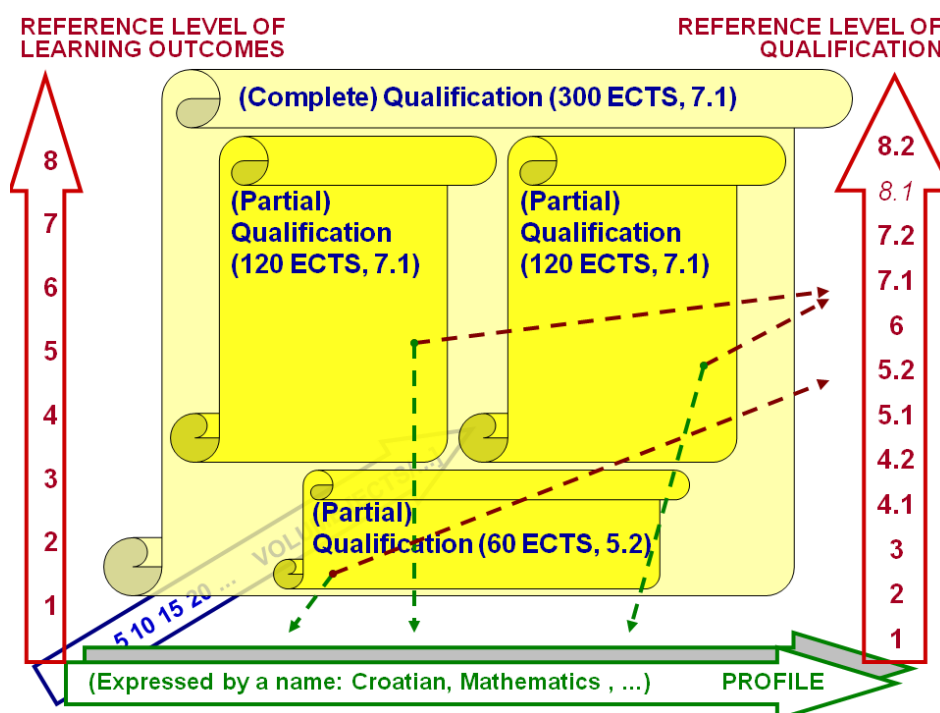 REFERENCE LEVEL OF
LEARNING OUTCOMES
REFERENCE LEVEL OF
QUALIFICATION
(Complete) Qualification (300 ECTS, 7.1)
8
7
6
5
4
3
2
1
(Partial)
Qualification
(120 ECTS, 7.1)
(Partial)
Qualification
(120 ECTS, 7.1)
(Partial)
Qualification (60 ECTS, 5.2)
8.2
8.1
7.2
7.1
6
5.2
5.1
4.2
4.1
3
2
1
5 10 15 20 ...
(Expressed by a name: Croatian, Mathematics , ...) PROFILE